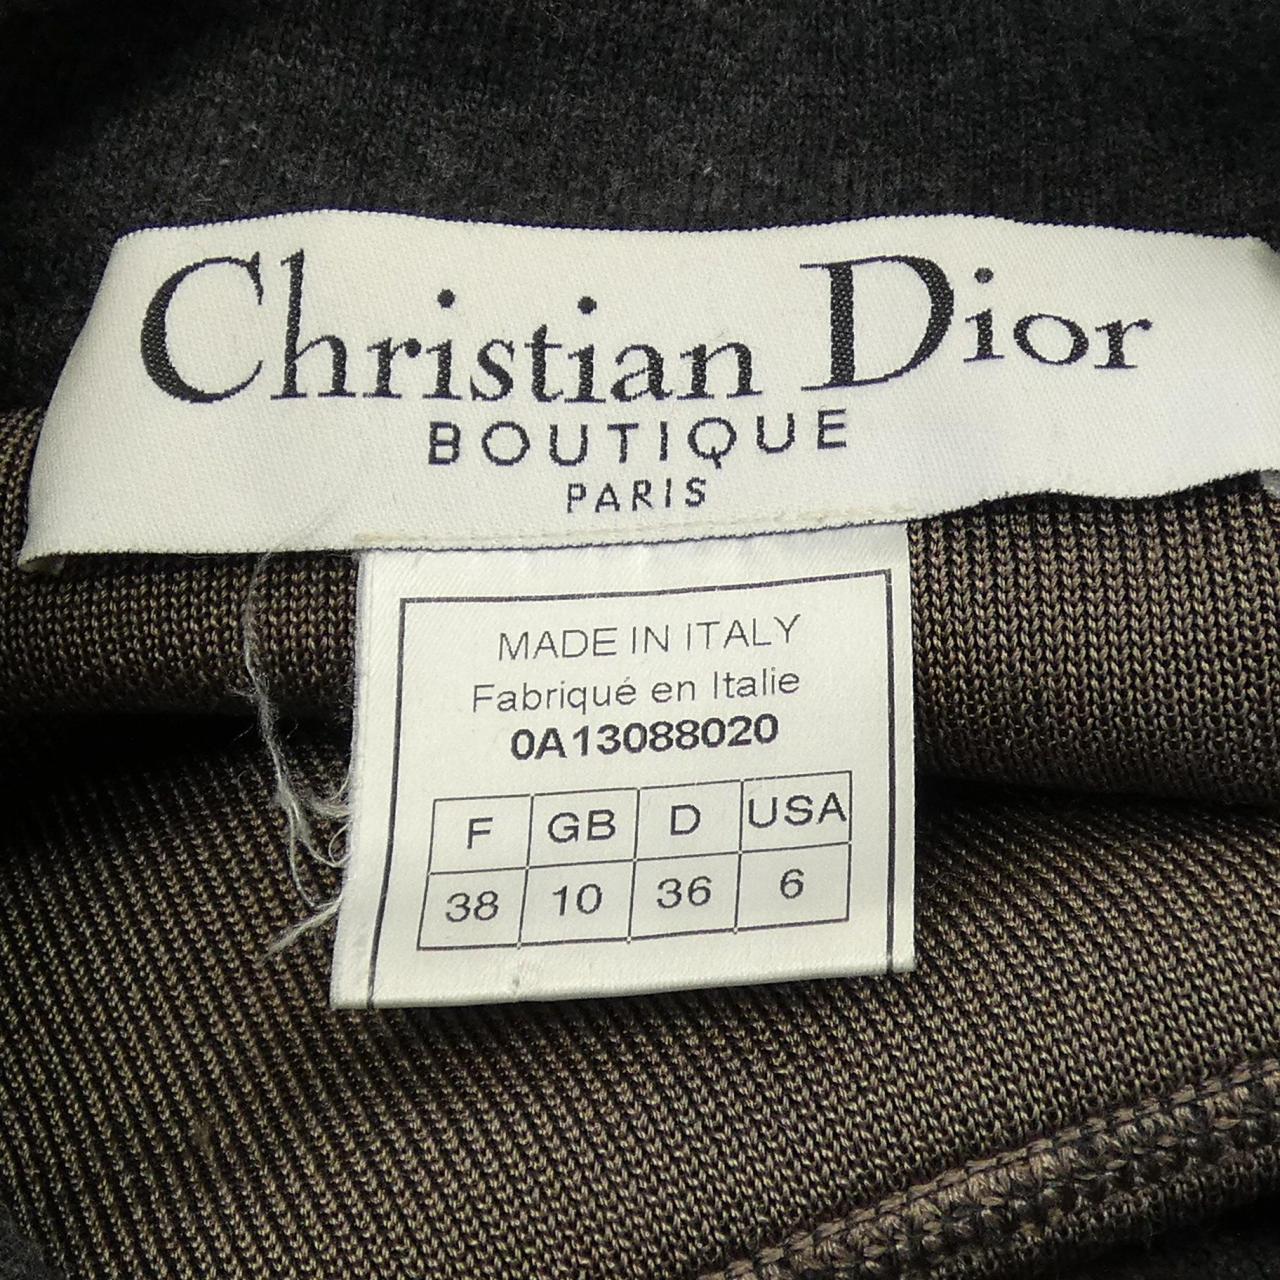 Christian Dior
BOUTIQUE
PARIS
MADE IN ITALY
Fabriqué en Italie
0A13088020
F GB D USA
38 10 36 6